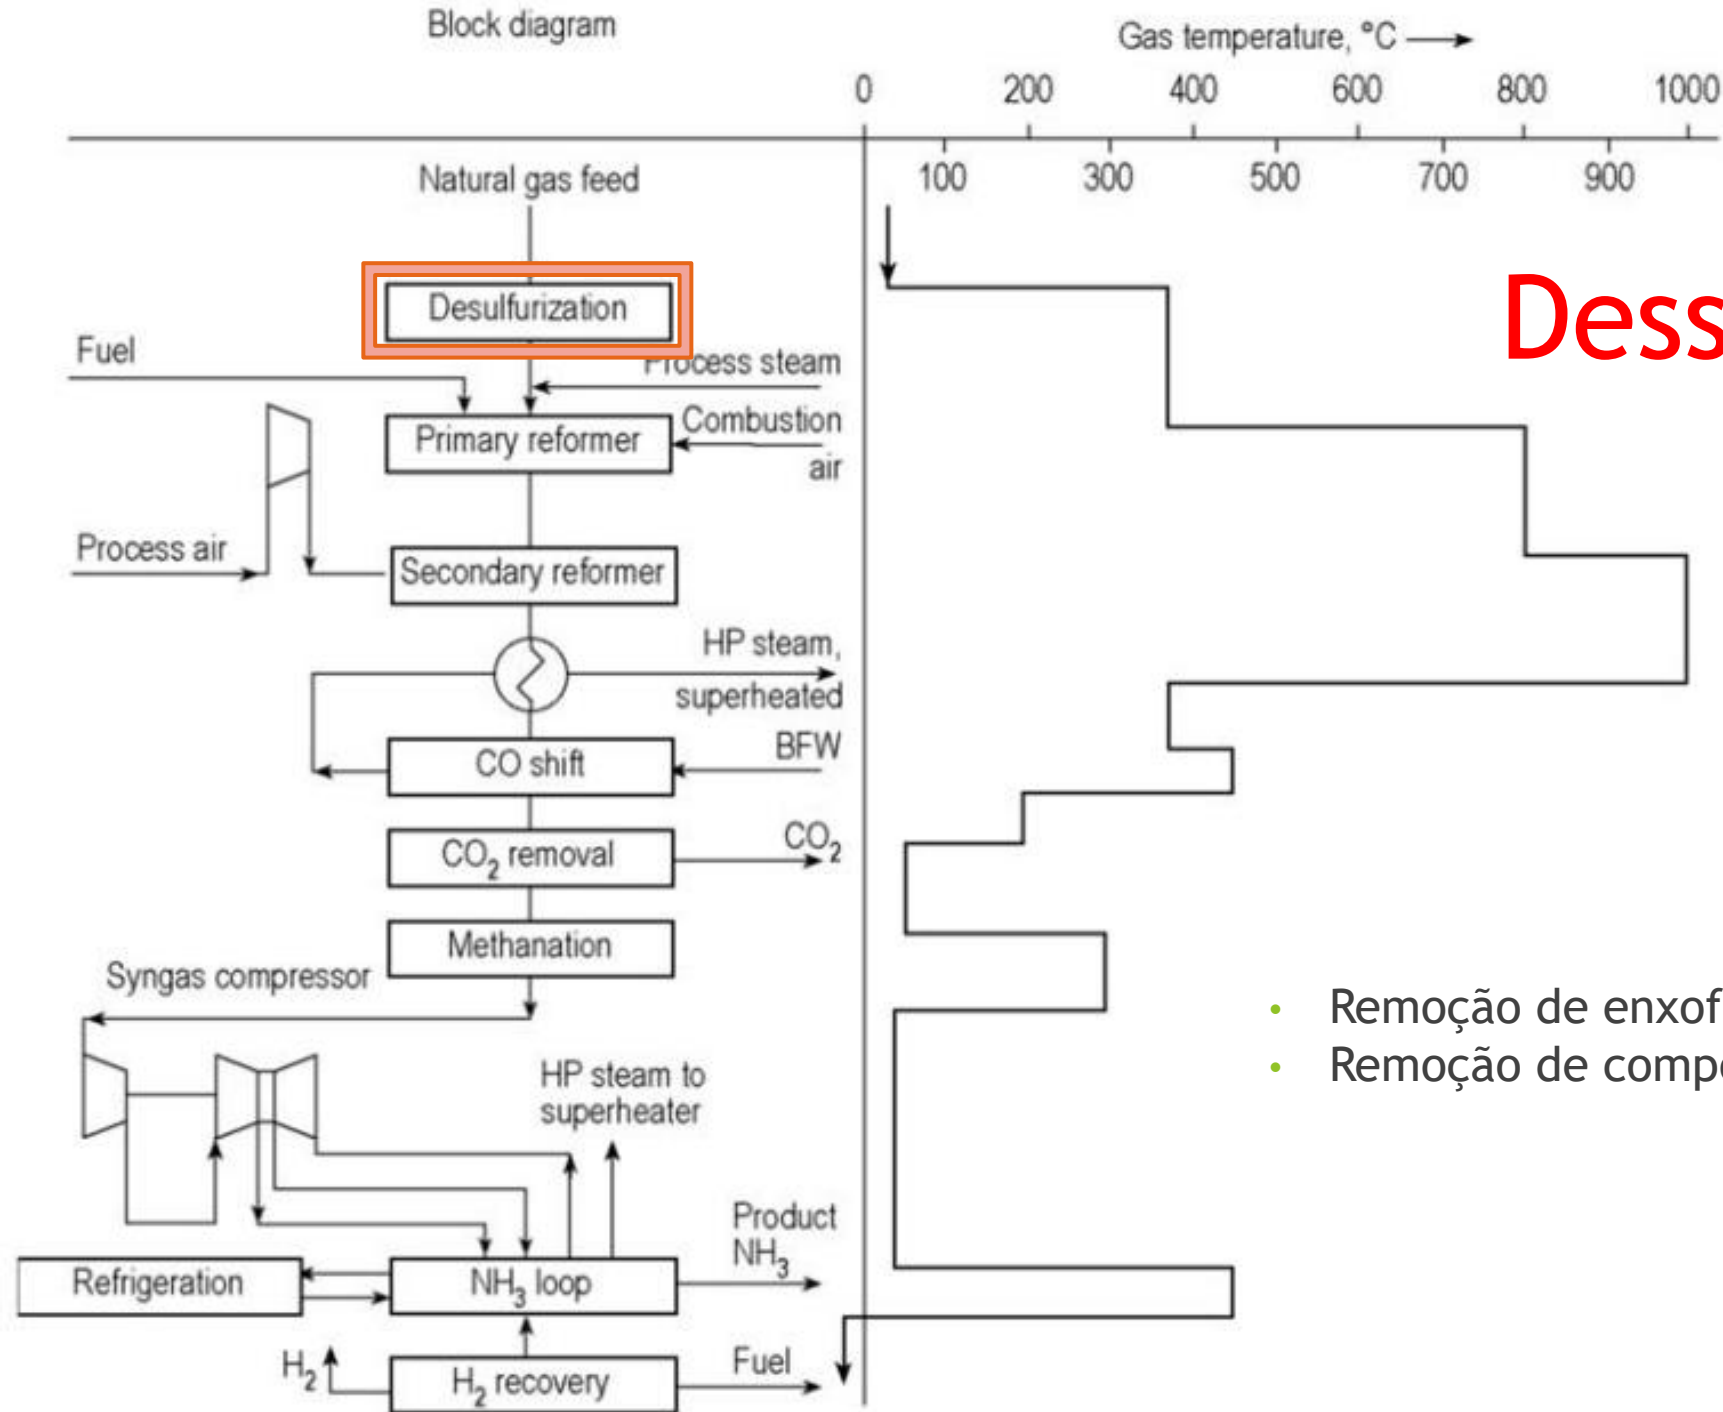 Block diagram
Gas temperature, °C
0 200 400 600 800 1000
100 300 500 700 900
Natural gas feed
Desulfurization
Dess
Fuel
Process steam
Primary reformer
Combustion
air
Process air
Secondary reformer
HP steam,
superheated
CO shift
BFW
CO₂ removal
CO₂
Methanation
Syngas compressor
• Remoção de enxof
• Remoção de comp
HP steam to
superheater
Product
NH₃
Refrigeration
NH₃ loop
H₂
H₂ recovery
Fuel